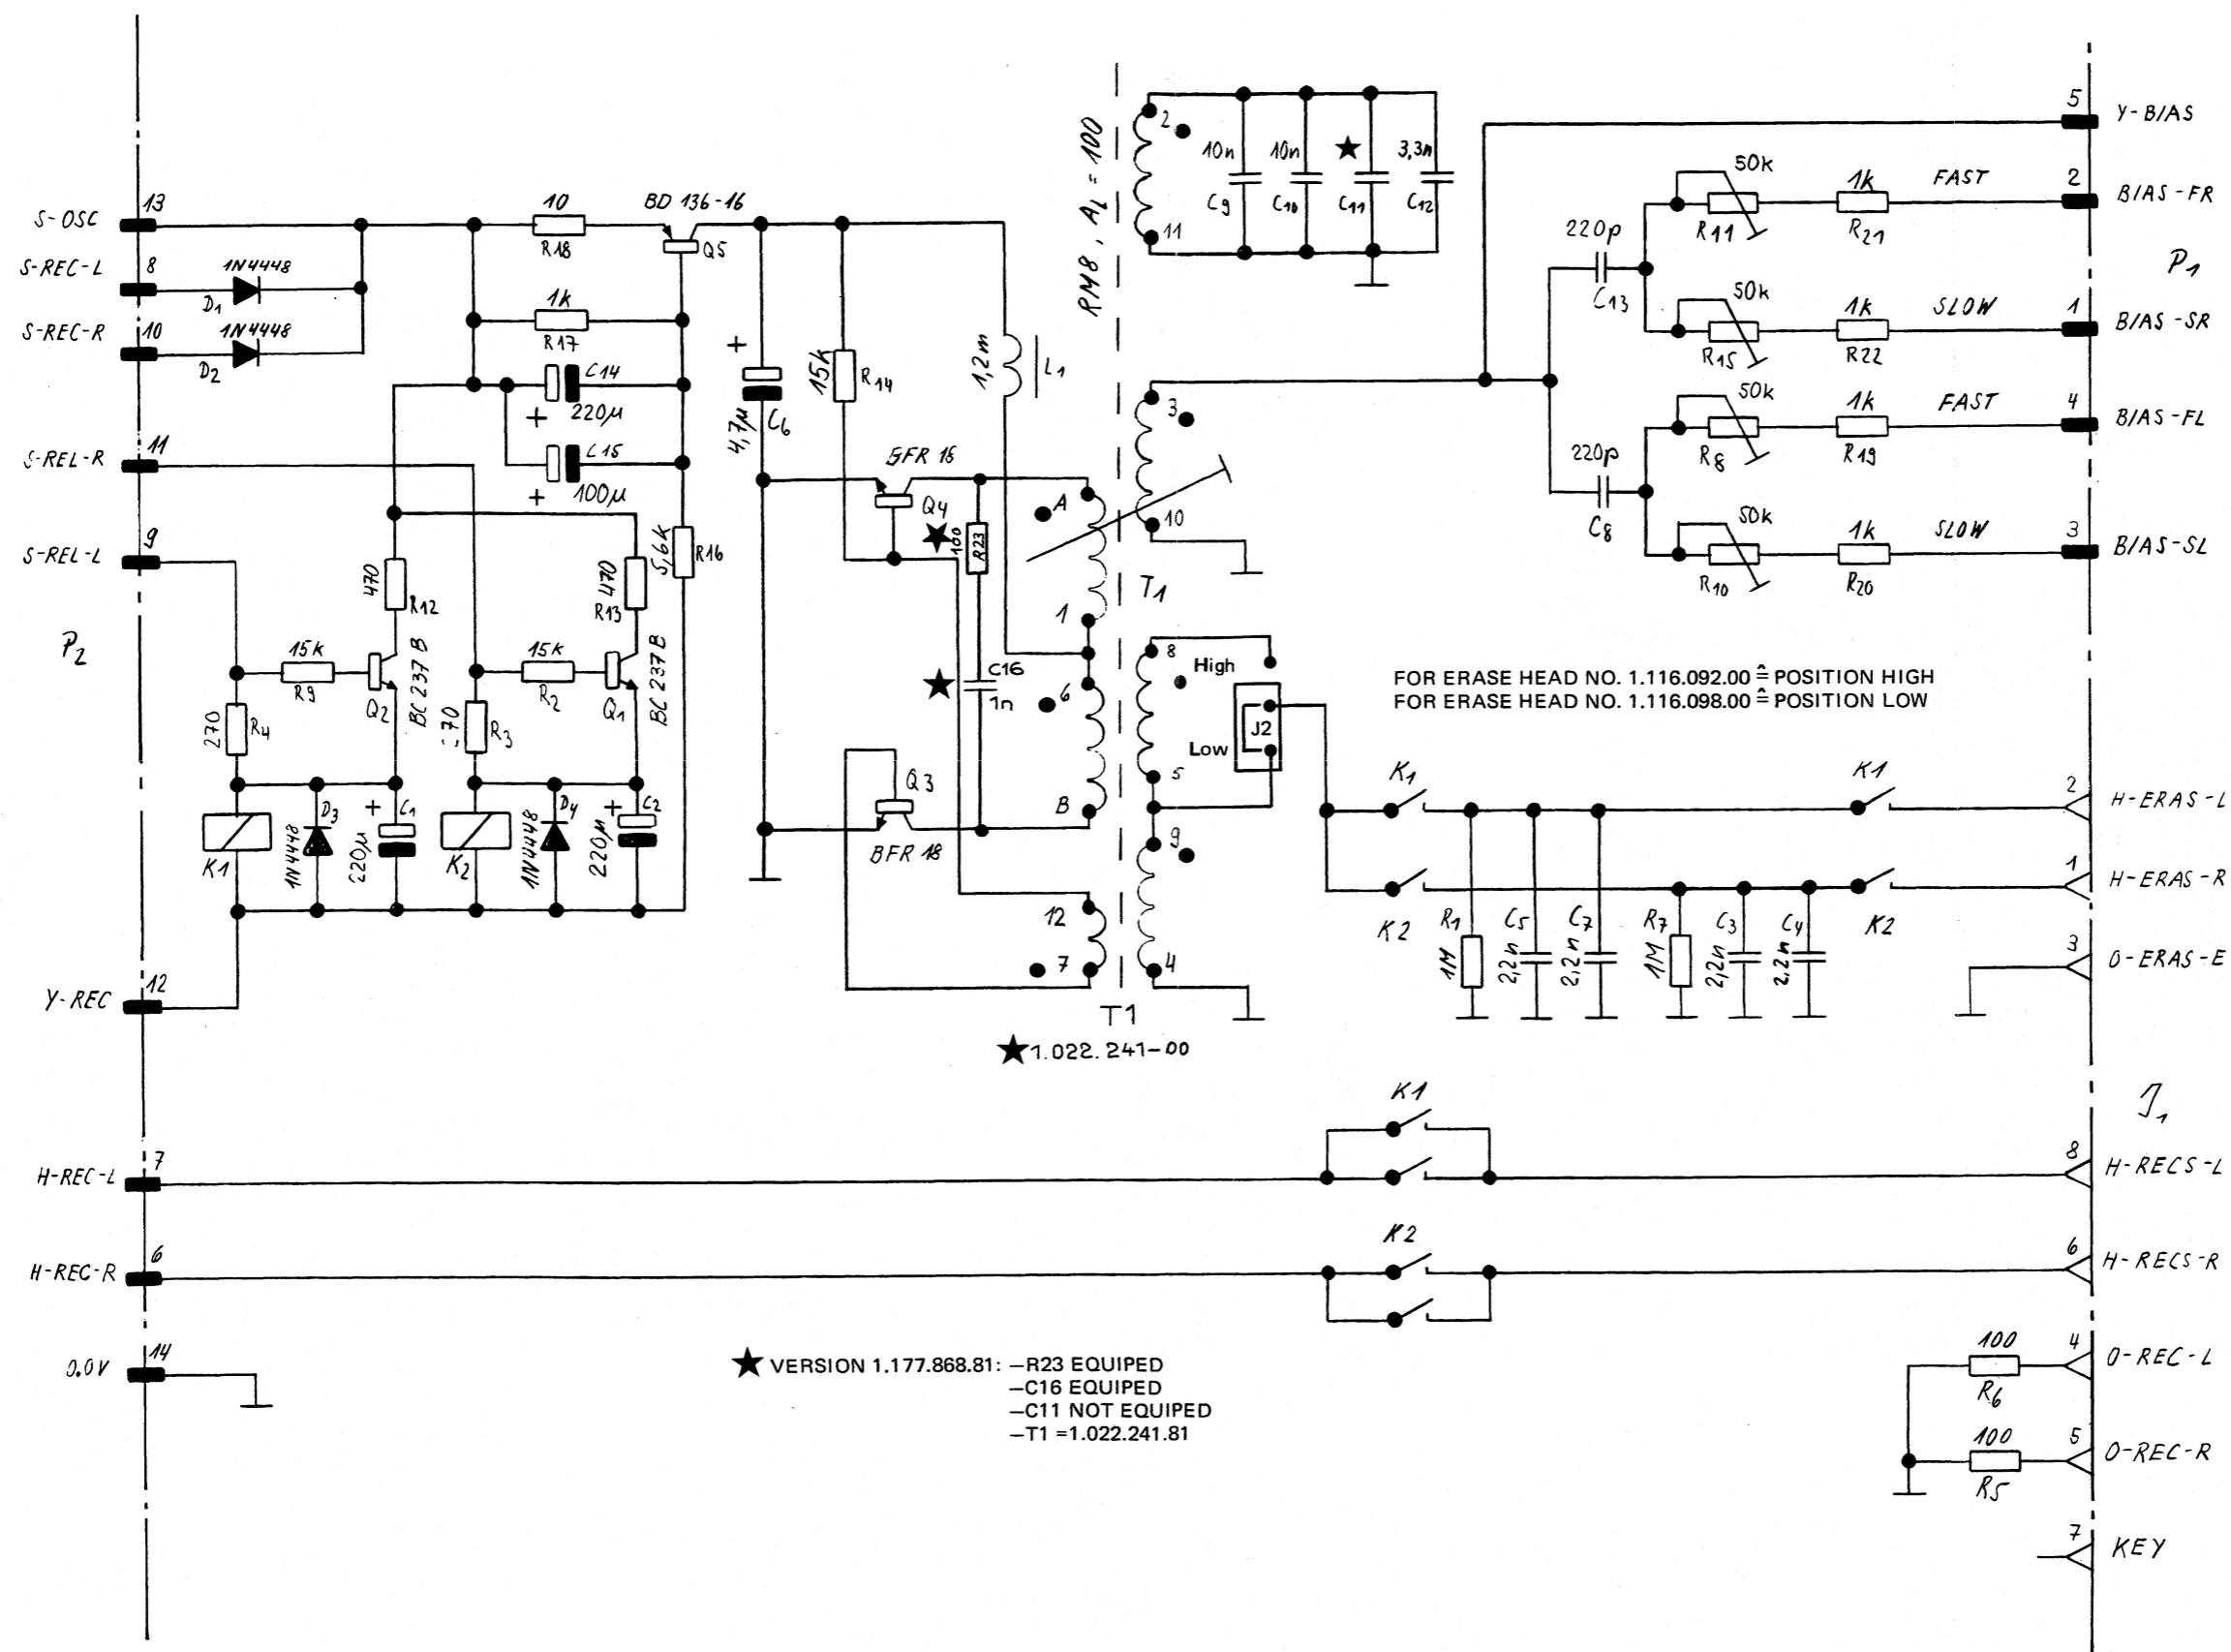 S-OSC
13
S-REC-L
8
S-REC-R
10
1N4448
D1
1N4448
D2
10
R18
BD 136-16
Q5
1k
R17
C14
220µ
+
C15
100µ
+
S-REL-R
11
S-REL-L
9
P2
470
R12
470
R13
5,6k
R16
15k
R9
Q2
BC 237 B
270
R4
15k
R2
Q1
BC 237 B
R3
K1
1N4448
D3
+
C1
K2
1N4448
D4
+
C2
220µ
Y-REC
12
+
4,7µ
C6
15k
R14
1,2m
L1
Q4
100
R23
C16
1n
Q3
BFR 18
A
1
6
B
12
7
T1
RM8, AL = 100
2
11
10n
C9
10n
C10
C11
3,3n
C12
3
10
T1
8
5
9
4
High
Low
J2
★1.022.241-00
5
Y-BIAS
220p
C13
50k
R11
1k
R21
FAST
2
BIAS-FR
P1
50k
R15
1k
R22
SLOW
1
BIAS-SR
220p
C8
50k
R8
1k
R19
FAST
4
BIAS-FL
50k
R10
1k
R20
SLOW
3
BIAS-SL
FOR ERASE HEAD NO. 1.116.092.00 ≙ POSITION HIGH
FOR ERASE HEAD NO. 1.116.098.00 ≙ POSITION LOW
K1
K1
2
H-ERAS-L
K2
K2
1
H-ERAS-R
R1
1M
C5
2,2n
C7
2,2n
R7
1M
C3
2,2n
C4
2,2n
3
0-ERAS-E
J1
H-REC-L
7
K1
8
H-RECS-L
H-REC-R
6
K2
6
H-RECS-R
0.0V
14
★ VERSION 1.177.868.81: –R23 EQUIPED
–C16 EQUIPED
–C11 NOT EQUIPED
–T1 =1.022.241.81
100
R6
4
0-REC-L
100
R5
5
0-REC-R
7
KEY